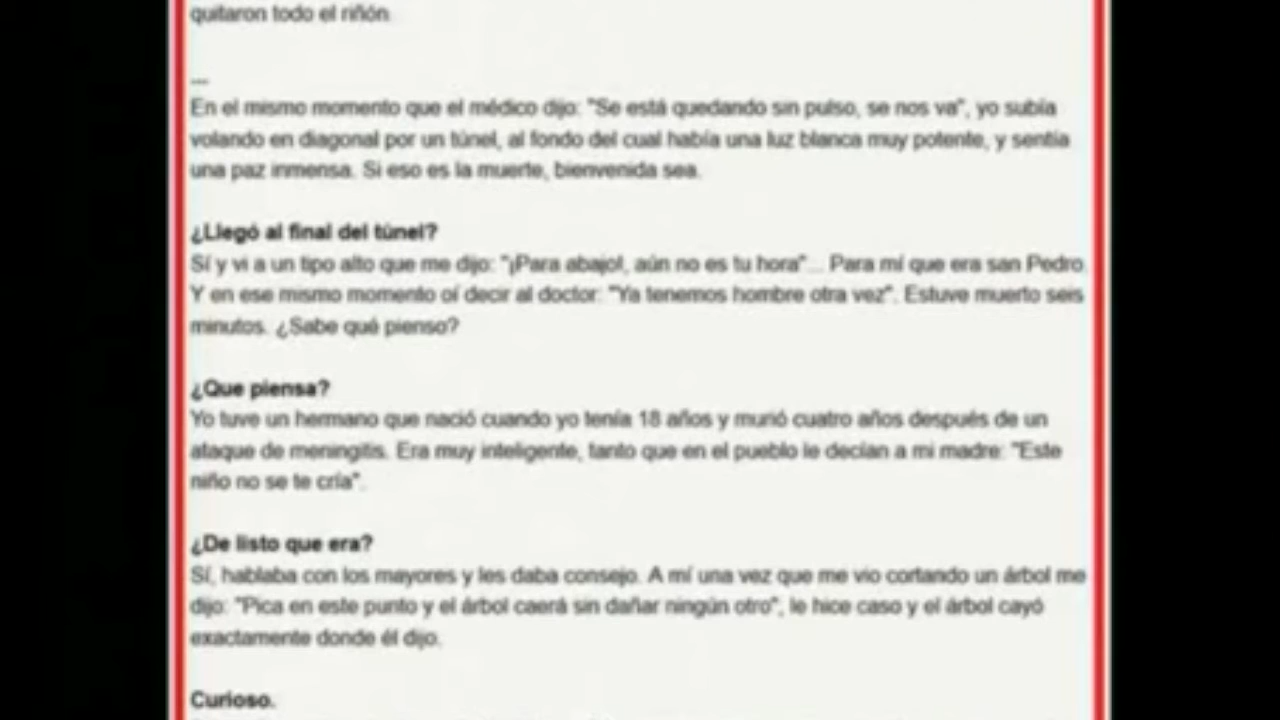 quitaron todo el riñón.
...
En el mismo momento que el médico dijo: "Se está quedando sin pulso, se nos va", yo subía
volando en diagonal por un túnel, al fondo del cual había una luz blanca muy potente, y sentía
una paz inmensa. Si eso es la muerte, bienvenida sea.
¿Llegó al final del túnel?
Sí y vi a un tipo alto que me dijo: "¡Para abajo!, aún no es tu hora"... Para mí que era san Pedro.
Y en ese mismo momento oí decir al doctor: "Ya tenemos hombre otra vez". Estuve muerto seis
minutos. ¿Sabe qué pienso?
¿Que piensa?
Yo tuve un hermano que nació cuando yo tenía 18 años y murió cuatro años después de un
ataque de meningitis. Era muy inteligente, tanto que en el pueblo le decían a mi madre: "Este
niño no se te cría".
¿De listo que era?
Sí, hablaba con los mayores y les daba consejo. A mí una vez que me vio cortando un árbol me
dijo: "Pica en este punto y el árbol caerá sin dañar ningún otro", le hice caso y el árbol cayó
exactamente donde él dijo.
Curioso.